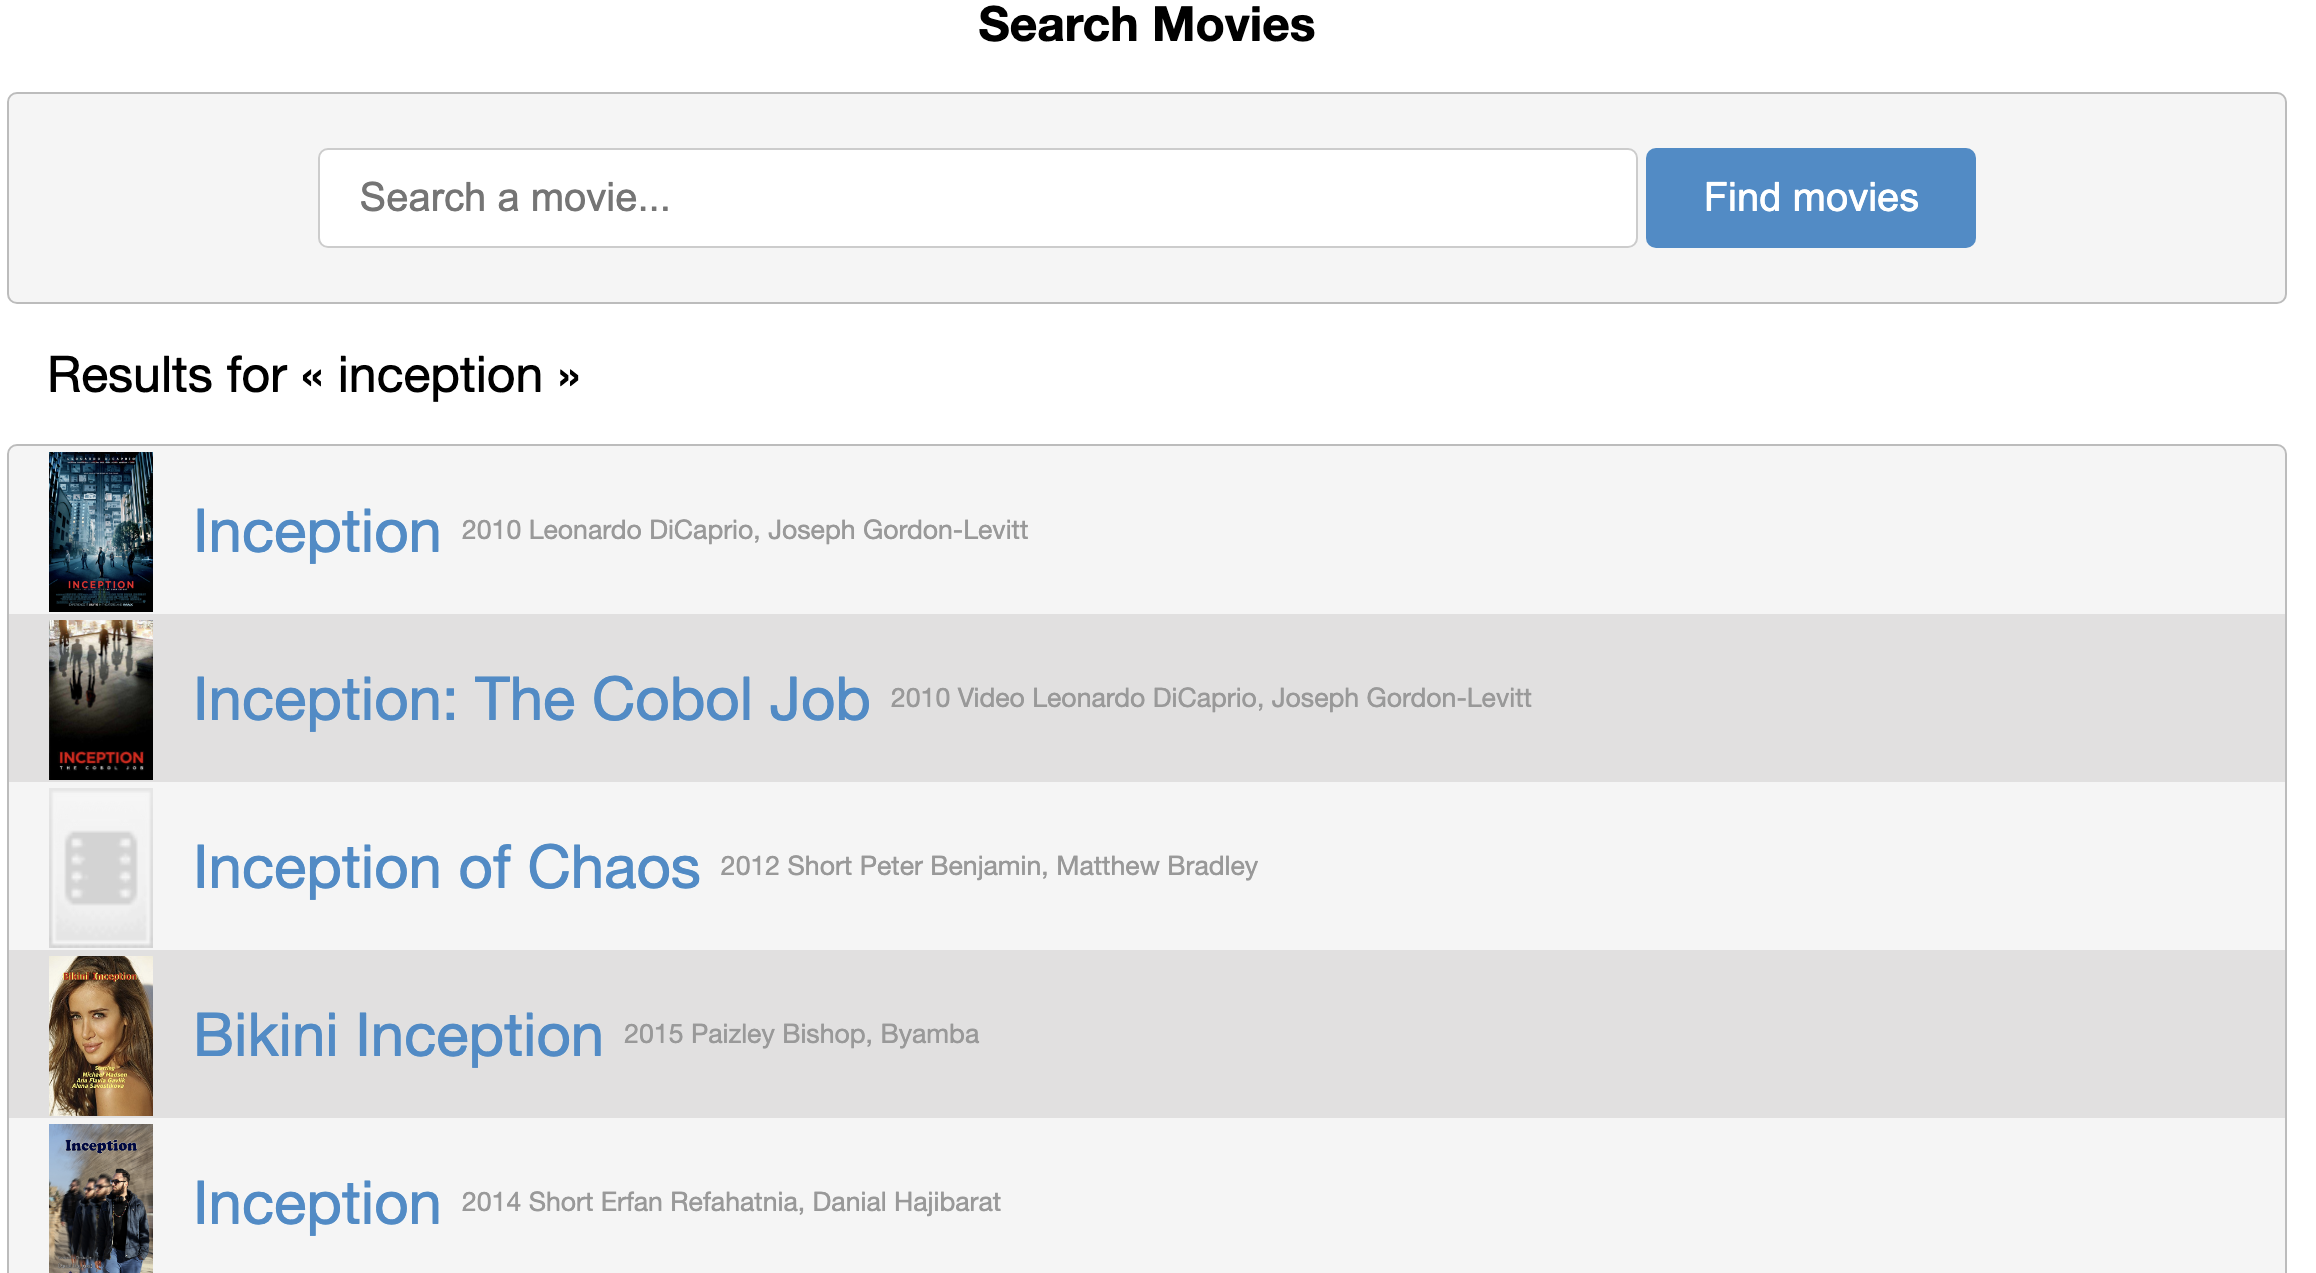 Search Movies
Search a movie...
Find movies
Results for « inception »
INCEPTION
Inception 2010 Leonardo DiCaprio, Joseph Gordon-Levitt
INCEPTION
THE COBOL JOB
Inception: The Cobol Job 2010 Video Leonardo DiCaprio, Joseph Gordon-Levitt
Inception of Chaos 2012 Short Peter Benjamin, Matthew Bradley
Bikini Inception
Starring
Michael Madsen
Bikini Inception 2015 Paizley Bishop, Byamba
Inception
Inception 2014 Short Erfan Refahatnia, Danial Hajibarat